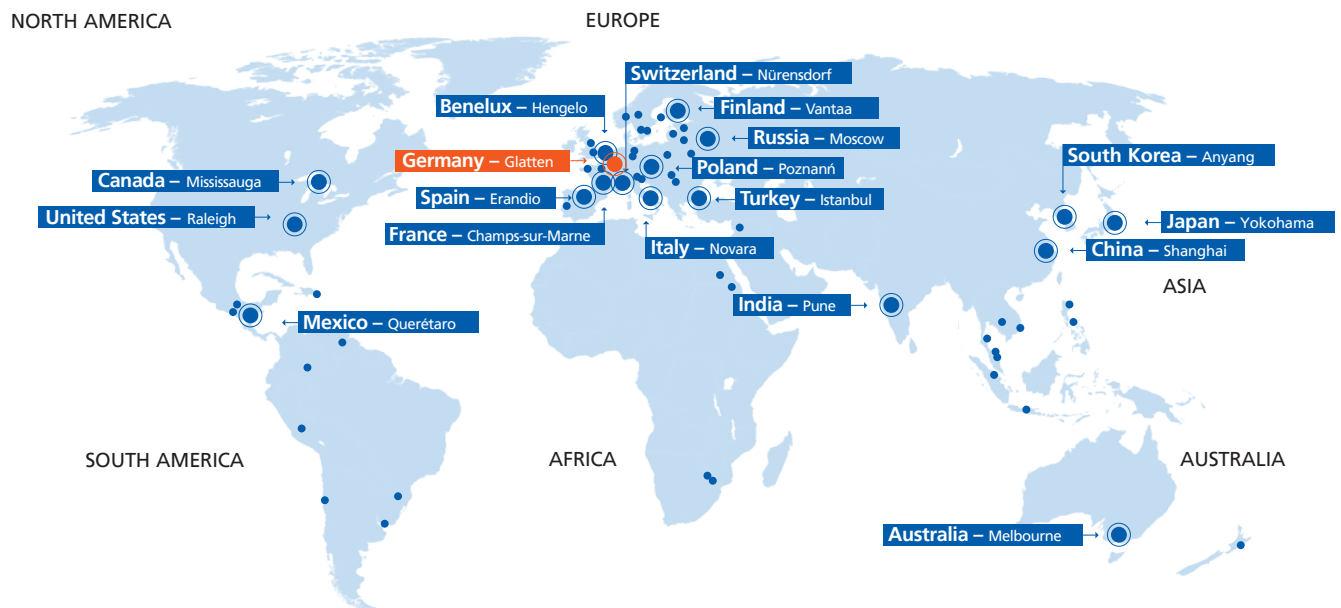 NORTH AMERICA
EUROPE
Switzerland – Nürensdorf
Benelux – Hengelo
Finland – Vantaa
Russia – Moscow
Germany – Glatten
South Korea – Anyang
Poland – Poznanń
Canada – Mississauga
Spain – Erandio
Turkey – Istanbul
United States – Raleigh
Japan – Yokohama
France – Champs-sur-Marne
Italy – Novara
China – Shanghai
ASIA
India – Pune
Mexico – Querétaro
SOUTH AMERICA
AFRICA
AUSTRALIA
Australia – Melbourne